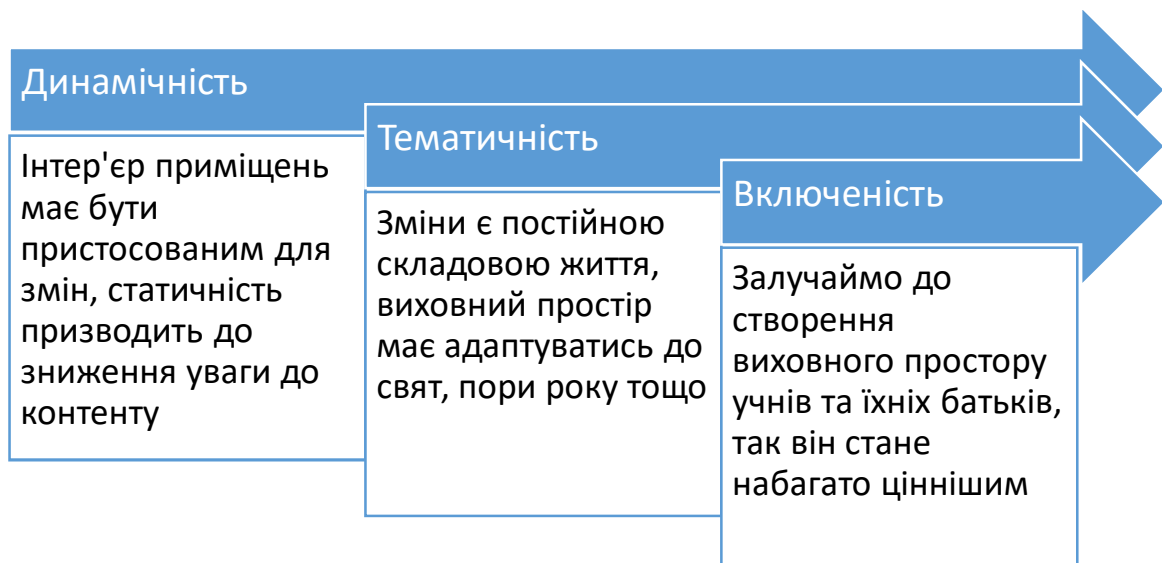 Динамічність
Інтер'єр приміщень
має бути
пристосованим для
змін, статичність
призводить до
зниження уваги до
контенту
Тематичність
Зміни є постійною
складовою життя,
виховний простір
має адаптуватись до
свят, пори року тощо
Включеність
Залучаймо до
створення
виховного простору
учнів та їхніх батьків,
так він стане
набагато ціннішим